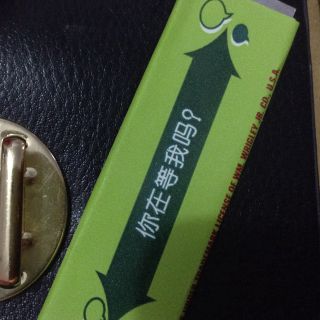 你在等我吗?
LICENSE OF WM. WRIGLEY JR. CO. U.S.A.